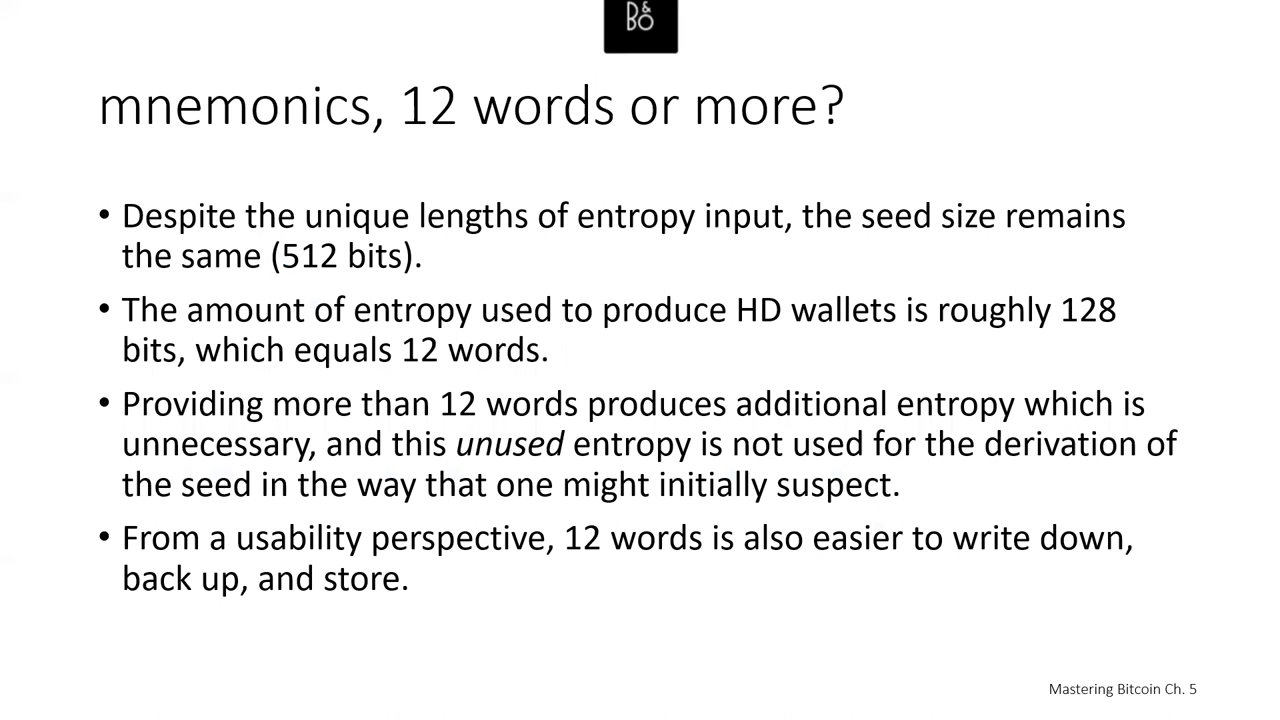 B&O
mnemonics, 12 words or more?
• Despite the unique lengths of entropy input, the seed size remains
the same (512 bits).
• The amount of entropy used to produce HD wallets is roughly 128
bits, which equals 12 words.
• Providing more than 12 words produces additional entropy which is
unnecessary, and this unused entropy is not used for the derivation of
the seed in the way that one might initially suspect.
• From a usability perspective, 12 words is also easier to write down,
back up, and store.
Mastering Bitcoin Ch. 5